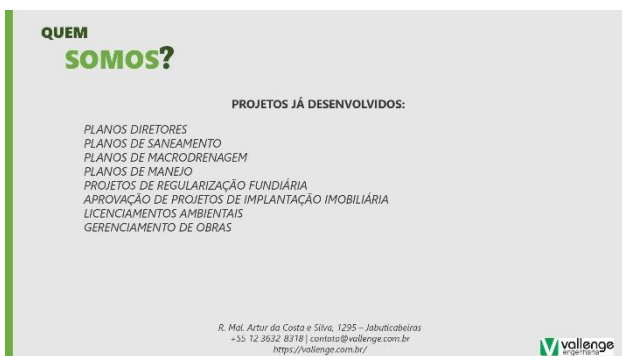 QUEM
SOMOS?
PROJETOS JÁ DESENVOLVIDOS:
PLANOS DIRETORES
PLANOS DE SANEAMENTO
PLANOS DE MACRODRENAGEM
PLANOS DE MANEJO
PROJETOS DE REGULARIZAÇÃO FUNDIÁRIA
APROVAÇÃO DE PROJETOS DE IMPLANTAÇÃO IMOBILIÁRIA
LICENCIAMENTOS AMBIENTAIS
GERENCIAMENTO DE OBRAS
R. Mal. Artur da Costa e Silva, 1295 – Jabuticabeiras
+55 12 3632 8318 | contato@vallenge.com.br
https://vallenge.com.br/
vallenge
engenharia